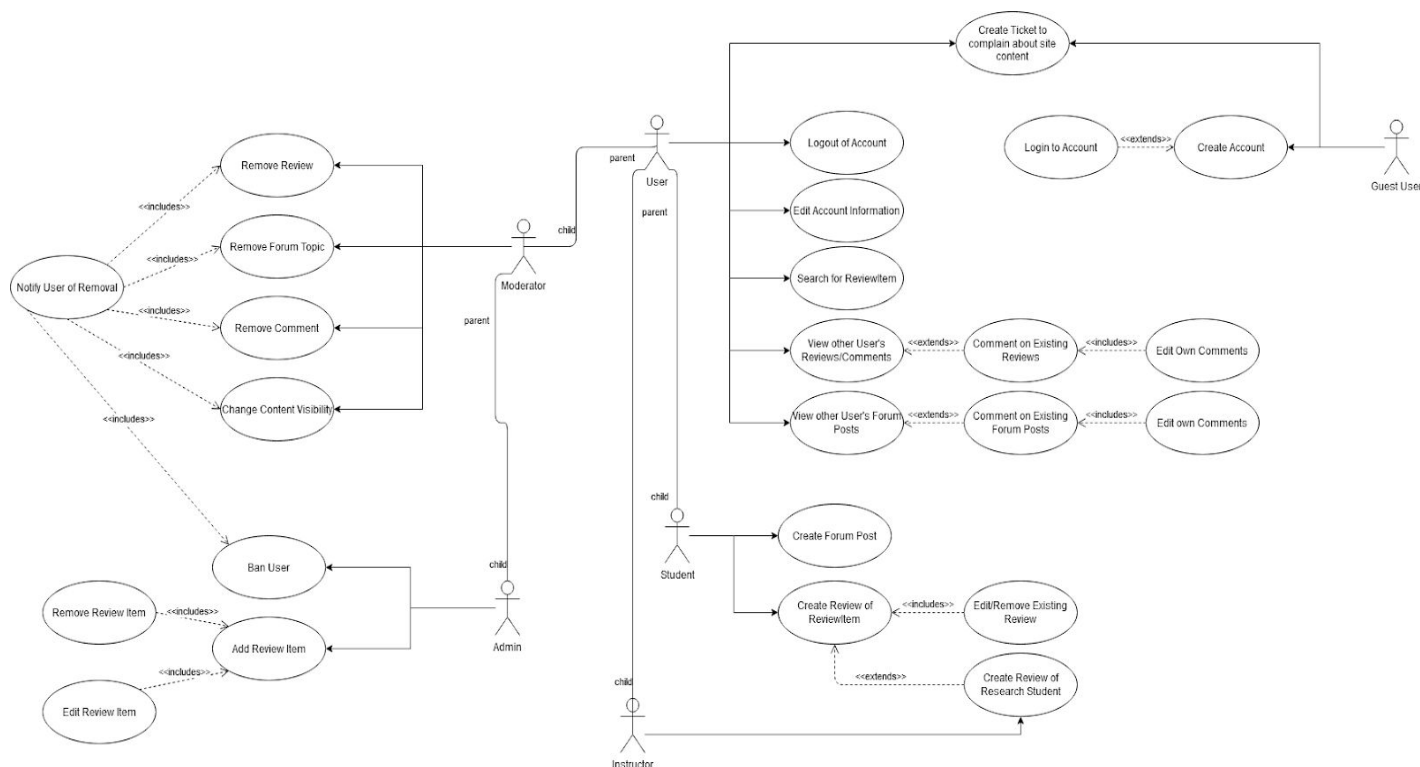 Create Ticket to
complain about site
content
Logout of Account
Login to Account
<<extends>>
Create Account
Guest User
parent
User
parent
Edit Account Information
Search for ReviewItem
View other User's
Reviews/Comments
<<extends>>
Comment on Existing
Reviews
<<includes>>
Edit Own Comments
View other User's Forum
Posts
<<extends>>
Comment on Existing
Forum Posts
<<includes>>
Edit own Comments
Remove Review
<<includes>>
Remove Forum Topic
<<includes>>
Notify User of Removal
<<includes>>
Remove Comment
<<includes>>
Change Content Visibility
<<includes>>
child
Moderator
parent
child
Admin
Ban User
Remove Review Item
<<includes>>
Add Review Item
<<includes>>
Edit Review Item
child
Student
Create Forum Post
Create Review of
ReviewItem
<<includes>>
Edit/Remove Existing
Review
<<extends>>
Create Review of
Research Student
child
Instructor